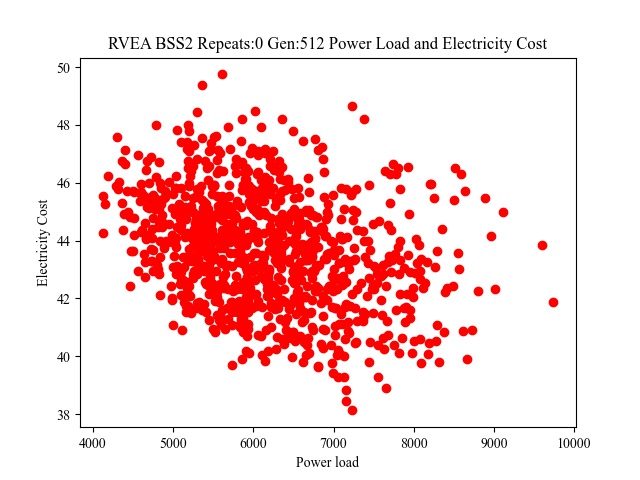 RVEA BSS2 Repeats:0 Gen:512 Power Load and Electricity Cost
50
48
46
44
42
40
38
Electricity Cost
4000 5000 6000 7000 8000 9000 10000
Power load